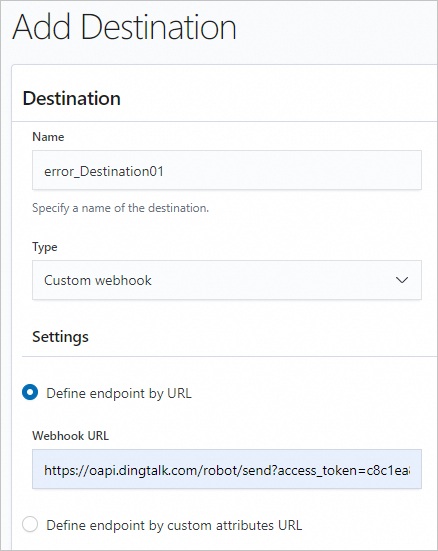 Add Destination
Destination
Name
error_Destination01
Specify a name of the destination.
Type
Custom webhook
Settings
Define endpoint by URL
Webhook URL
https://oapi.dingtalk.com/robot/send?access_token=c8c1ea
Define endpoint by custom attributes URL